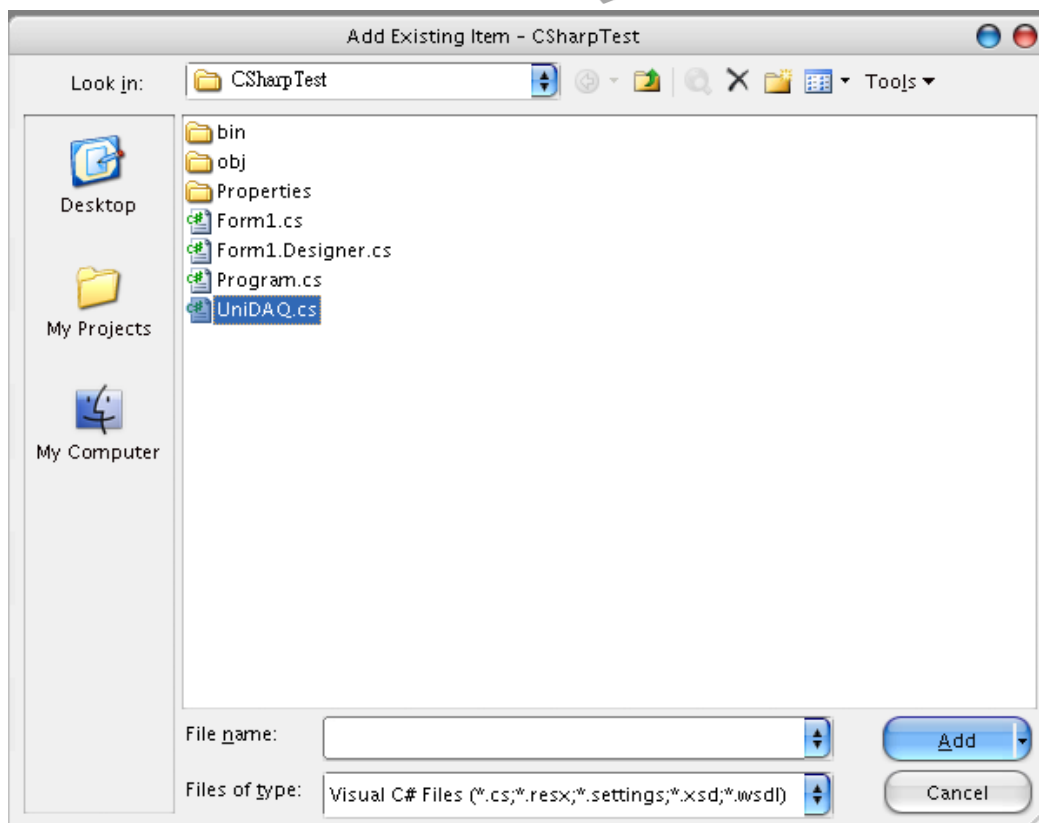 Add Existing Item - CSharpTest
Look in: CSharpTest Tools
bin
obj
Properties
Form1.cs
Form1.Designer.cs
Program.cs
UniDAQ.cs
Desktop
My Projects
My Computer
File name: Add
Files of type: Visual C# Files (*.cs;*.resx;*.settings;*.xsd;*.wsdl) Cancel